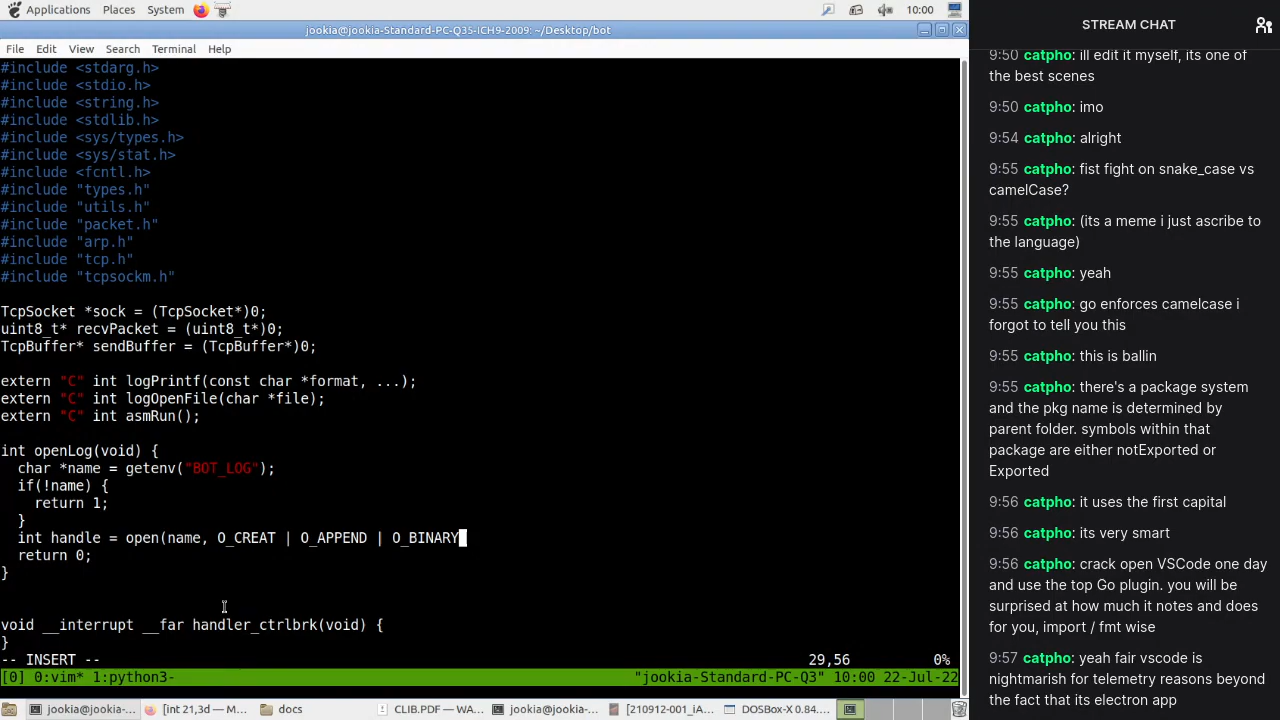 Applications Places System 10:00
jookia@jookia-Standard-PC-Q35-ICH9-2009: ~/Desktop/bot
File Edit View Search Terminal Help
#include <stdarg.h>
#include <stdio.h>
#include <string.h>
#include <stdlib.h>
#include <sys/types.h>
#include <sys/stat.h>
#include <fcntl.h>
#include "types.h"
#include "utils.h"
#include "packet.h"
#include "arp.h"
#include "tcp.h"
#include "tcpsockm.h"
TcpSocket *sock = (TcpSocket*)0;
uint8_t* recvPacket = (uint8_t*)0;
TcpBuffer* sendBuffer = (TcpBuffer*)0;
extern "C" int logPrintf(const char *format, ...);
extern "C" int logOpenFile(char *file);
extern "C" int asmRun();
int openLog(void) {
  char *name = getenv("BOT_LOG");
  if(!name) {
    return 1;
  }
  int handle = open(name, O_CREAT | O_APPEND | O_BINARY
  return 0;
}
void __interrupt __far handler_ctrlbrk(void) {
}
-- INSERT -- 29,56 0%
[0] 0:vim* 1:python3- "jookia-Standard-PC-Q3" 10:00 22-Jul-22
jookia@jookia-... [int 21,3d) — M... docs CLIB.PDF — WA... jookia@jookia-... [210912-001_iA... DOSBox-X 0.84....
STREAM CHAT
9:50 catpho: ill edit it myself, its one of
the best scenes
9:50 catpho: imo
9:54 catpho: alright
9:55 catpho: fist fight on snake_case vs
camelCase?
9:55 catpho: (its a meme i just ascribe to
the language)
9:55 catpho: yeah
9:55 catpho: go enforces camelcase i
forgot to tell you this
9:55 catpho: this is ballin
9:55 catpho: there's a package system
and the pkg name is determined by
parent folder. symbols within that
package are either notExported or
Exported
9:56 catpho: it uses the first capital
9:56 catpho: its very smart
9:56 catpho: crack open VSCode one day
and use the top Go plugin. you will be
surprised at how much it notes and does
for you, import / fmt wise
9:57 catpho: yeah fair vscode is
nightmarish for telemetry reasons beyond
the fact that its electron app